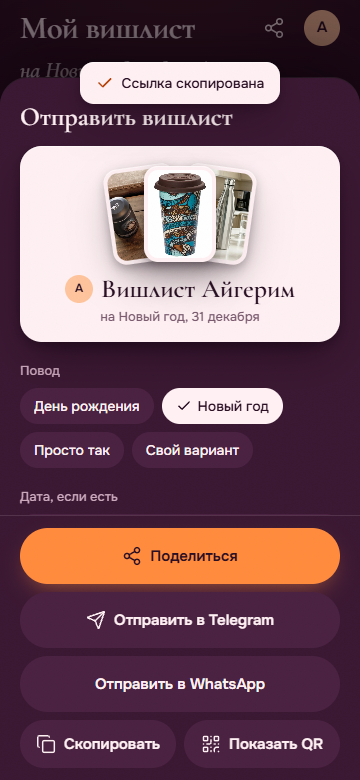 Мой вишлист
А
на Нов
Ссылка скопирована
Отправить вишлист
А Вишлист Айгерим
на Новый год, 31 декабря
Повод
День рождения
Новый год
Просто так
Свой вариант
Дата, если есть
Поделиться
Отправить в Telegram
Отправить в WhatsApp
Скопировать
Показать QR